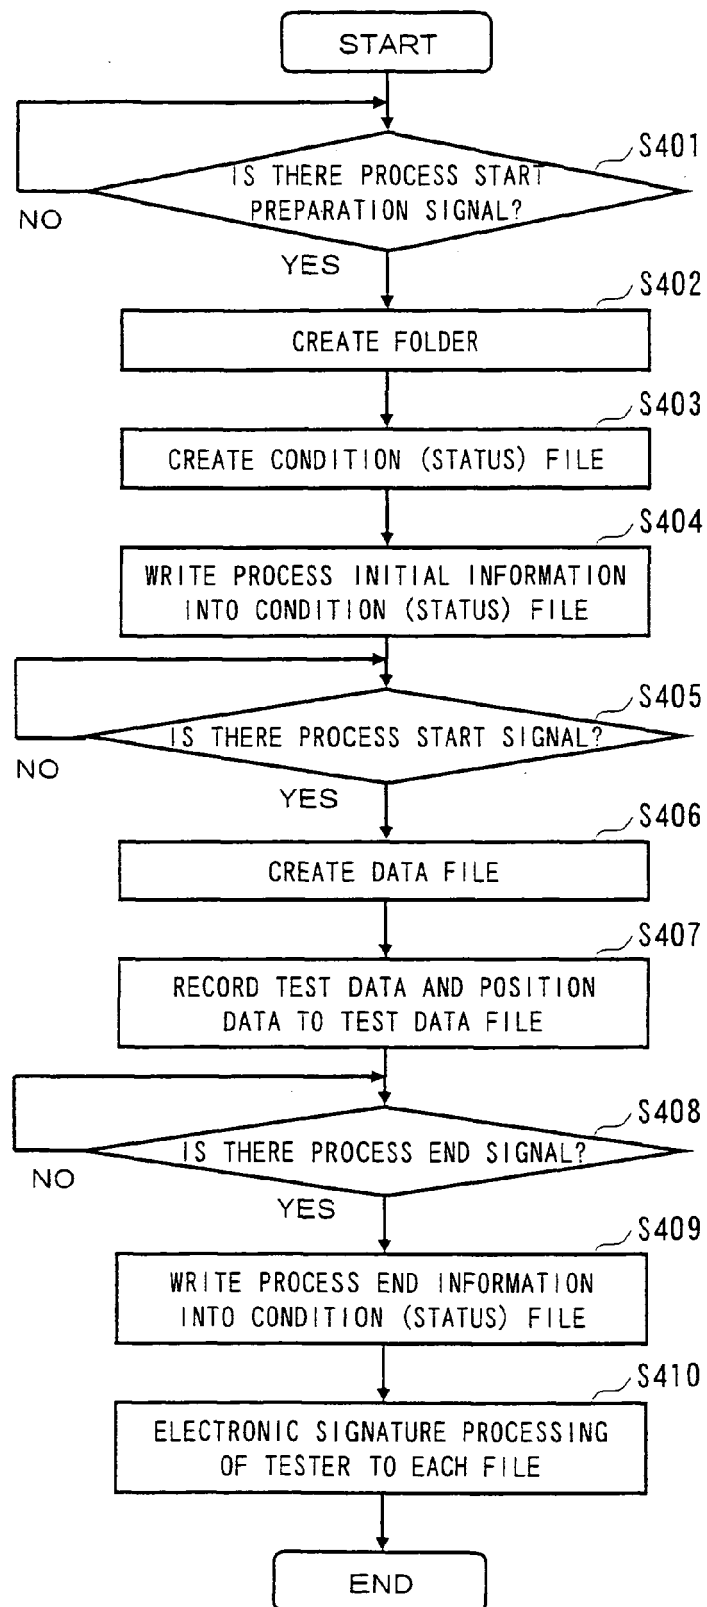 START
S401
IS THERE PROCESS START
PREPARATION SIGNAL?
NO
YES
S402
CREATE FOLDER
S403
CREATE CONDITION (STATUS) FILE
S404
WRITE PROCESS INITIAL INFORMATION
INTO CONDITION (STATUS) FILE
S405
IS THERE PROCESS START SIGNAL?
NO
YES
S406
CREATE DATA FILE
S407
RECORD TEST DATA AND POSITION
DATA TO TEST DATA FILE
S408
IS THERE PROCESS END SIGNAL?
NO
YES
S409
WRITE PROCESS END INFORMATION
INTO CONDITION (STATUS) FILE
S410
ELECTRONIC SIGNATURE PROCESSING
OF TESTER TO EACH FILE
END